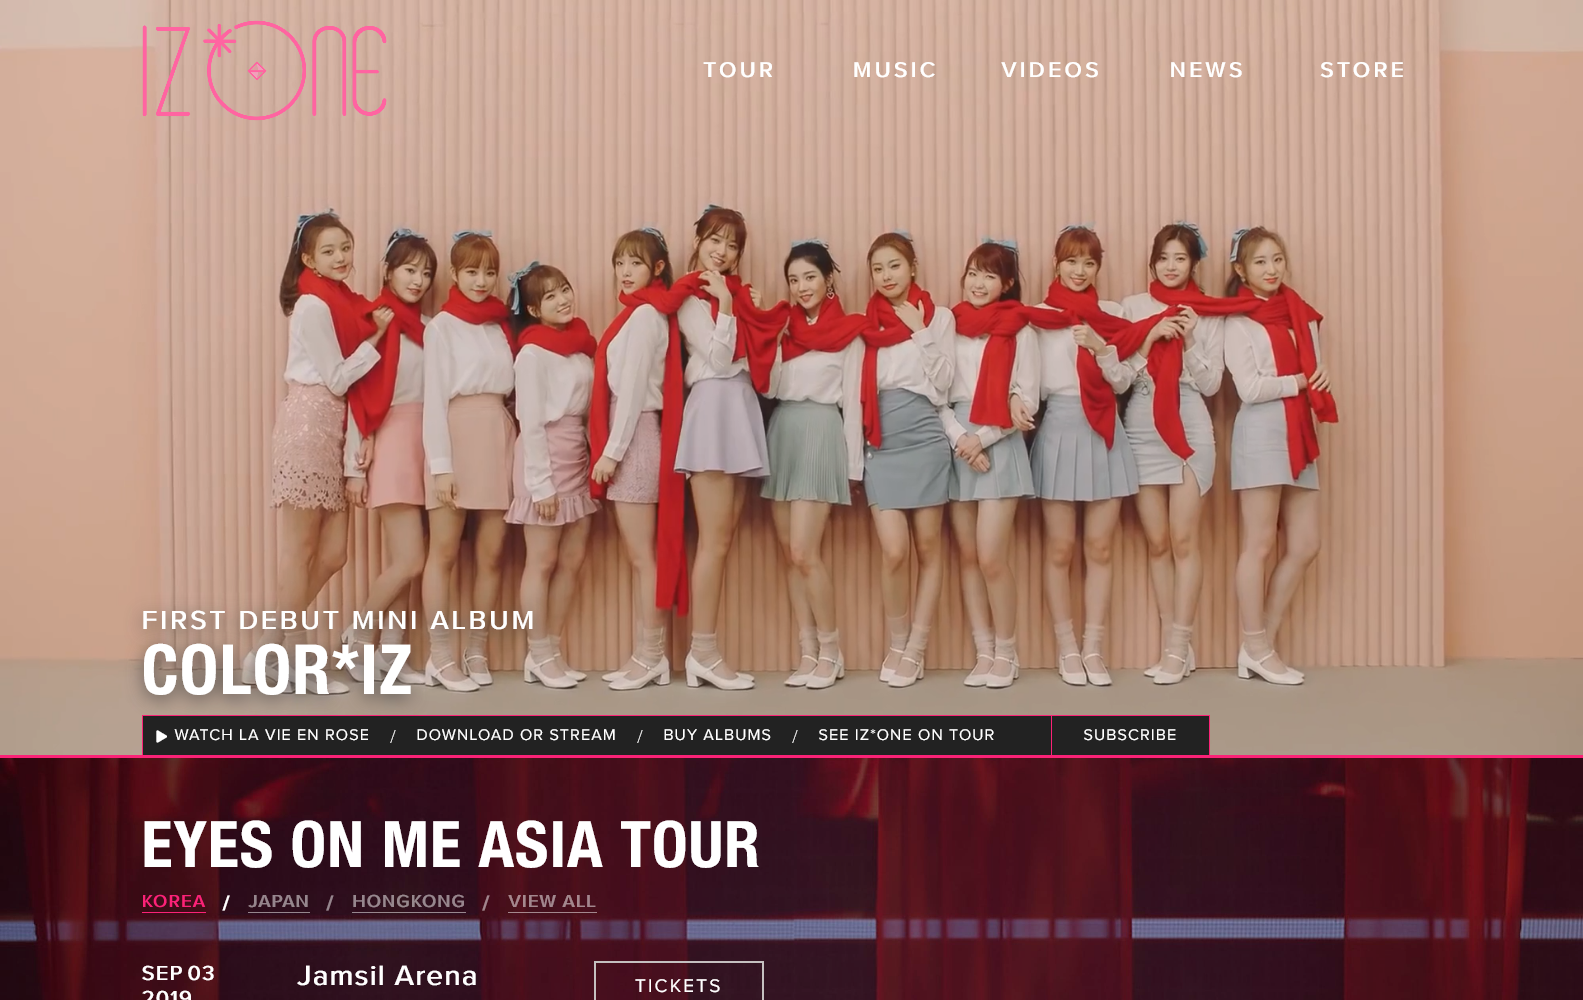 IZ*ONE
TOUR MUSIC VIDEOS NEWS STORE
FIRST DEBUT MINI ALBUM
COLOR*IZ
WATCH LA VIE EN ROSE / DOWNLOAD OR STREAM / BUY ALBUMS / SEE IZ*ONE ON TOUR SUBSCRIBE
EYES ON ME ASIA TOUR
KOREA / JAPAN / HONGKONG / VIEW ALL
SEP 03 Jamsil Arena TICKETS
2019